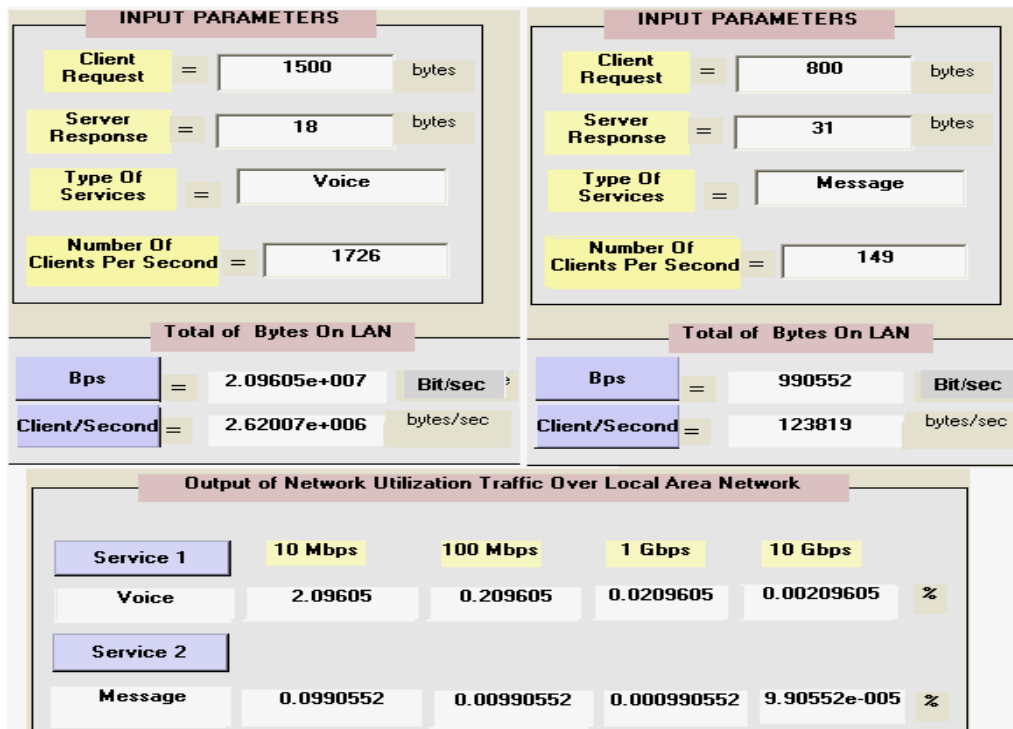 INPUT PARAMETERS
Client Request = 1500 bytes
Server Response = 18 bytes
Type Of Services = Voice
Number Of Clients Per Second = 1726
Total of Bytes On LAN
Bps = 2.09605e+007 Bit/sec
Client/Second = 2.62007e+006 bytes/sec
INPUT PARAMETERS
Client Request = 800 bytes
Server Response = 31 bytes
Type Of Services = Message
Number Of Clients Per Second = 149
Total of Bytes On LAN
Bps = 990552 Bit/sec
Client/Second = 123819 bytes/sec
Output of Network Utilization Traffic Over Local Area Network
Service 1 10 Mbps 100 Mbps 1 Gbps 10 Gbps
Voice 2.09605 0.209605 0.0209605 0.00209605 %
Service 2
Message 0.0990552 0.00990552 0.000990552 9.90552e-005 %